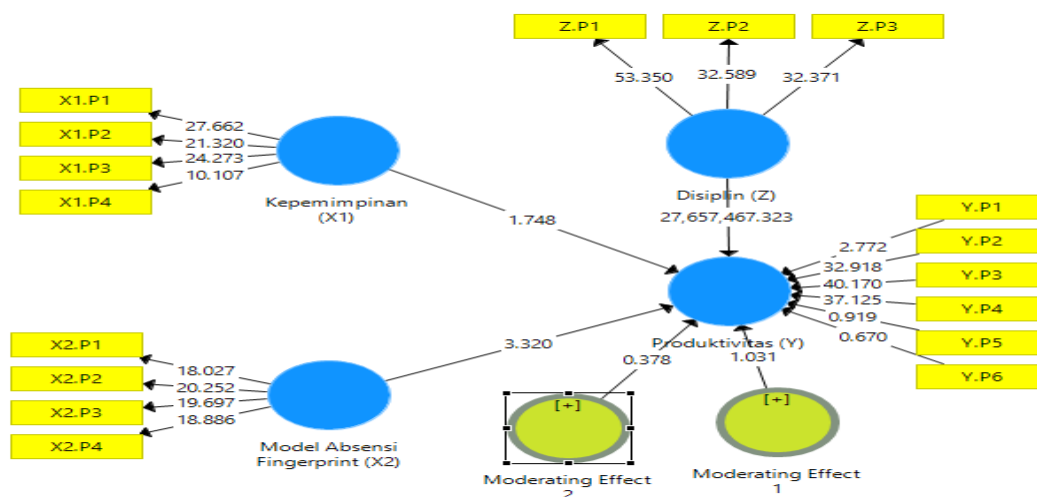 Z.P1
Z.P2
Z.P3
53.350
32.589
32.371
X1.P1
X1.P2
X1.P3
X1.P4
27.662
21.320
24.273
10.107
Kepemimpinan
(X1)
1.748
Disiplin (Z)
27,657,467.323
Y.P1
Y.P2
Y.P3
Y.P4
Y.P5
Y.P6
2.772
32.918
40.170
37.125
0.919
0.670
Produktivitas (Y)
X2.P1
X2.P2
X2.P3
X2.P4
18.027
20.252
19.697
18.886
Model Absensi
Fingerprint (X2)
3.320
0.378
1.031
[+]
Moderating Effect
2
[+]
Moderating Effect
1